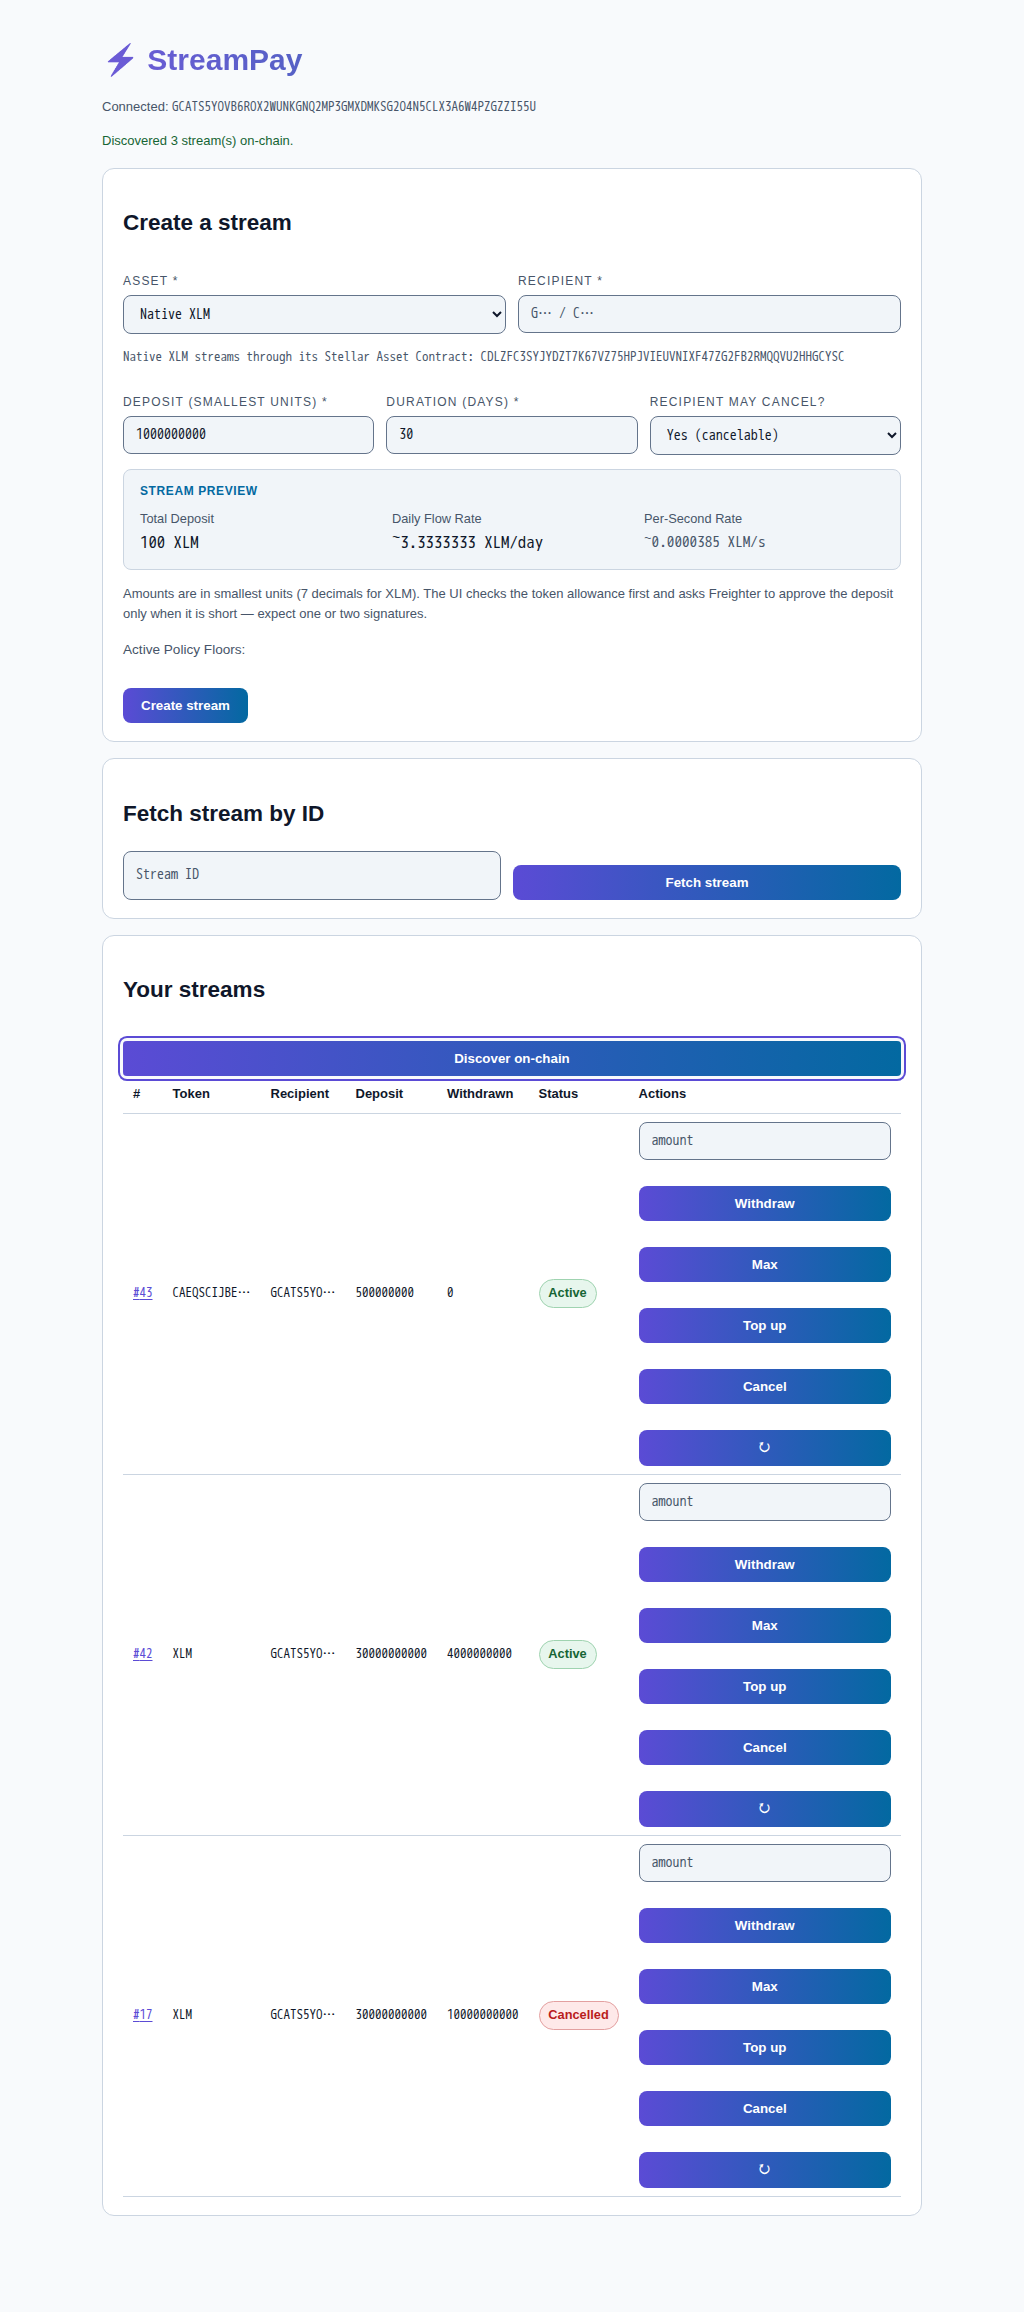 ⚡ StreamPay
Connected: GCATS5YOVB6ROX2WUNKGNQ2MP3GMXDMKSG2O4N5CLX3A6W4PZGZZI55U
Discovered 3 stream(s) on-chain.
Create a stream
ASSET *
RECIPIENT *
Native XLM
G… / C…
Native XLM streams through its Stellar Asset Contract: CDLZFC3SYJYDZT7K67VZ75HPJVIEUVNIXF47ZG2FB2RMQQVU2HHGCYSC
DEPOSIT (SMALLEST UNITS) *
DURATION (DAYS) *
RECIPIENT MAY CANCEL?
1000000000
30
Yes (cancelable)
STREAM PREVIEW
Total Deposit
Daily Flow Rate
Per-Second Rate
100 XLM
~3.3333333 XLM/day
~0.0000385 XLM/s
Amounts are in smallest units (7 decimals for XLM). The UI checks the token allowance first and asks Freighter to approve the deposit
only when it is short — expect one or two signatures.
Active Policy Floors:
Create stream
Fetch stream by ID
Stream ID
Fetch stream
Your streams
Discover on-chain
# Token Recipient Deposit Withdrawn Status Actions
amount
Withdraw
Max
#43 CAEQSCIJBE… GCATS5YO… 500000000 0 Active
Top up
Cancel
↻
amount
Withdraw
Max
#42 XLM GCATS5YO… 30000000000 4000000000 Active
Top up
Cancel
↻
amount
Withdraw
Max
#17 XLM GCATS5YO… 30000000000 10000000000 Cancelled
Top up
Cancel
↻